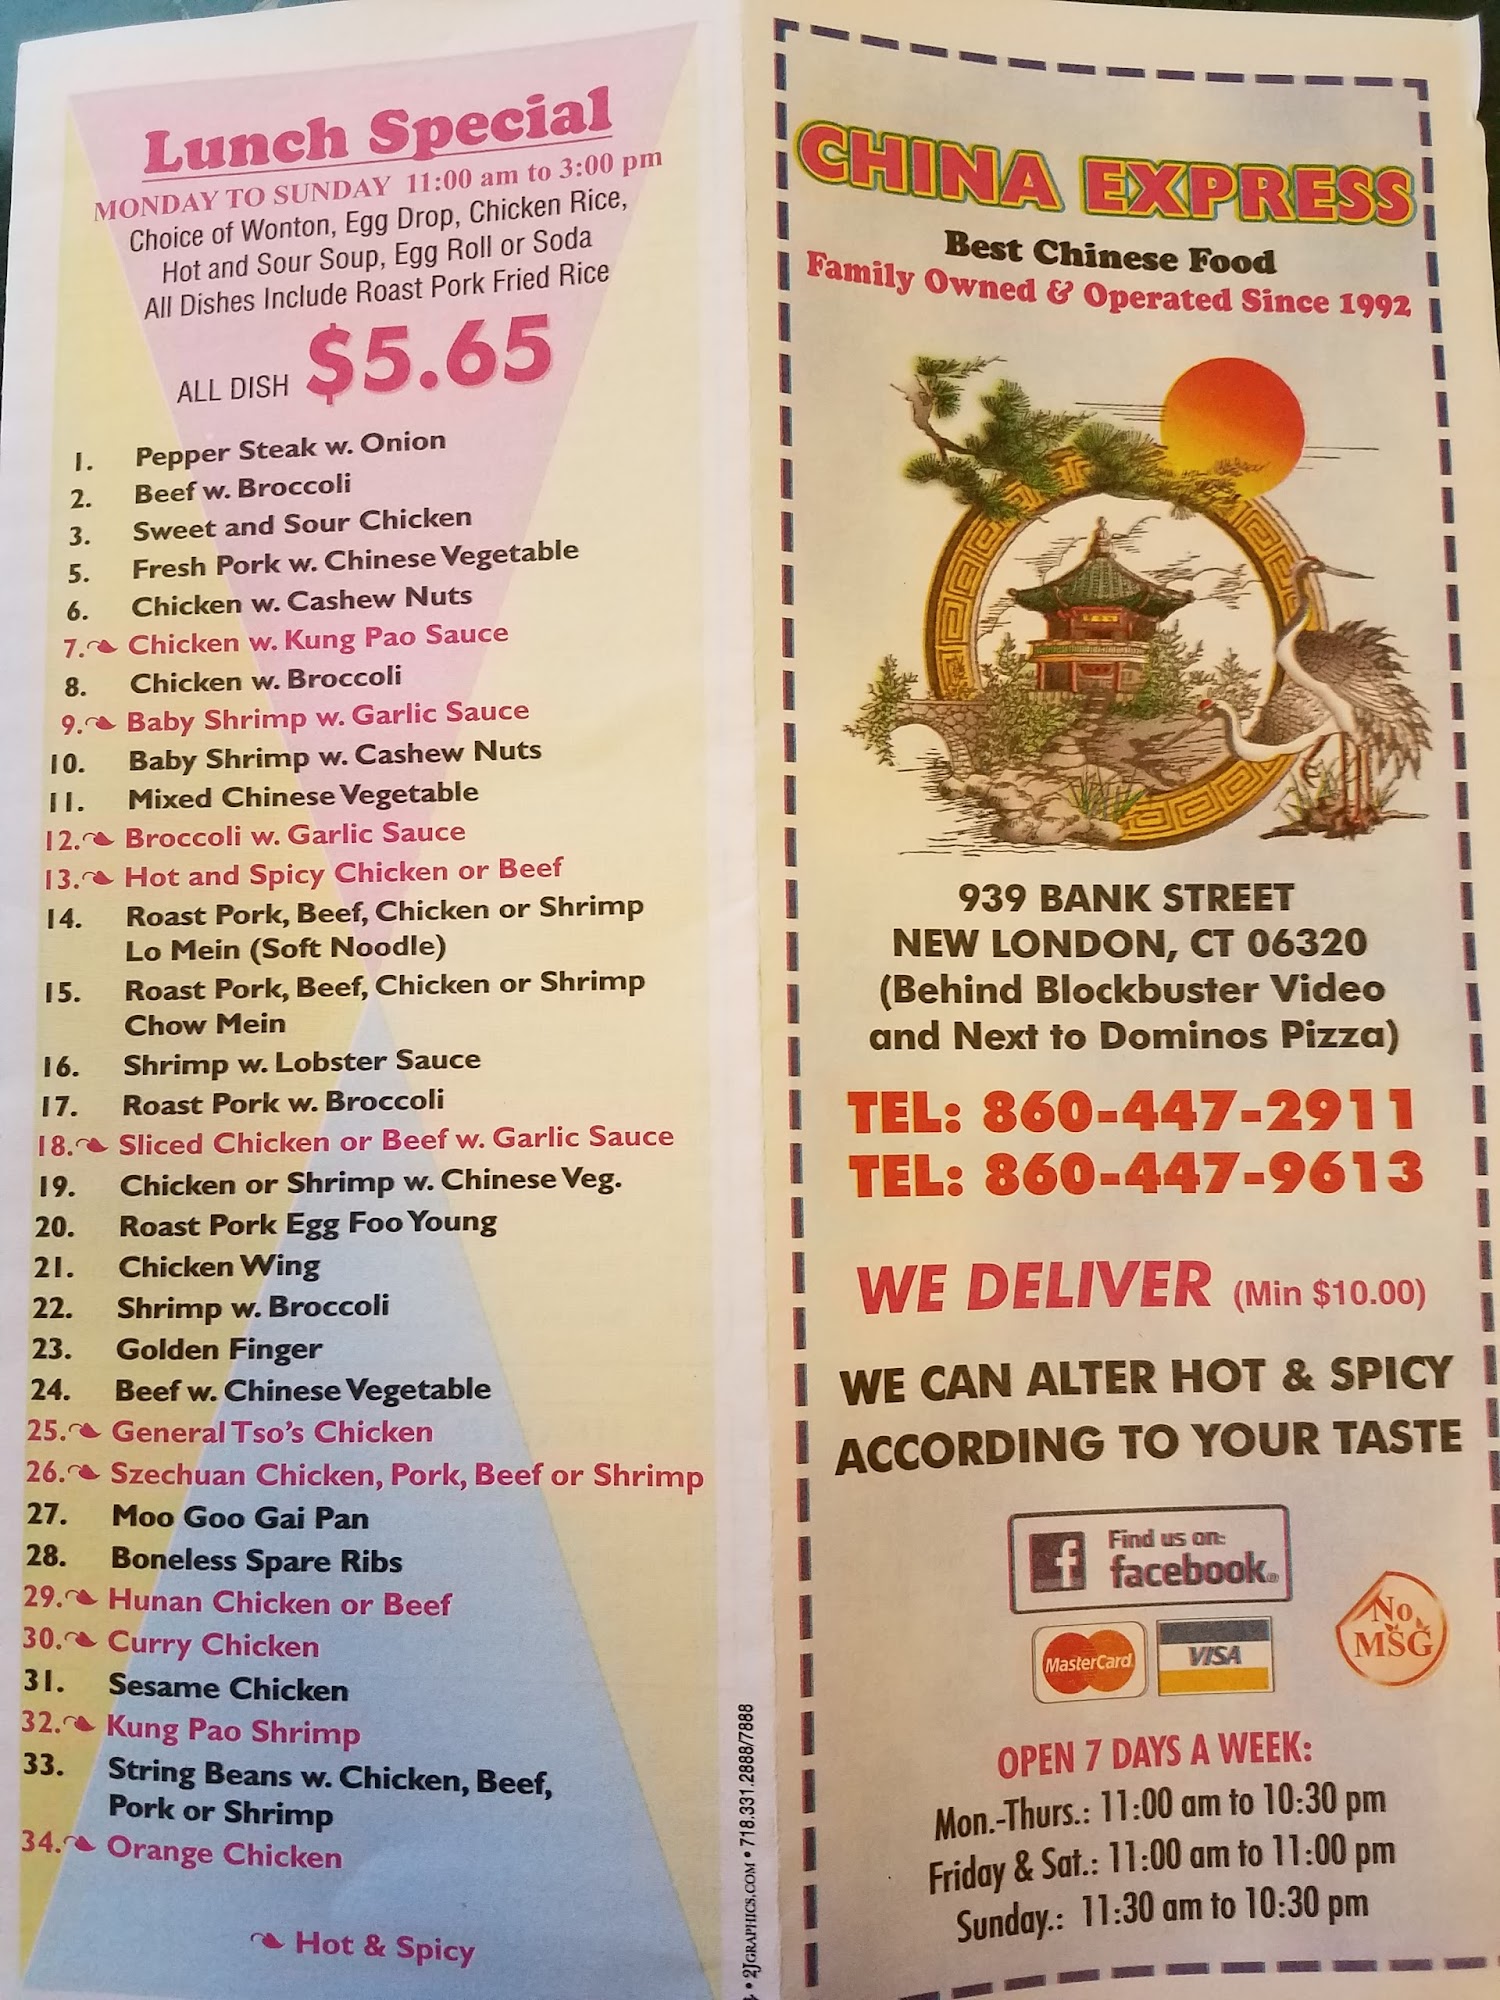 Lunch Special
MONDAY TO SUNDAY 11:00 am to 3:00 pm
Choice of Wonton, Egg Drop, Chicken Rice,
Hot and Sour Soup, Egg Roll or Soda
All Dishes Include Roast Pork Fried Rice
ALL DISH $5.65
1. Pepper Steak w. Onion
2. Beef w. Broccoli
3. Sweet and Sour Chicken
5. Fresh Pork w. Chinese Vegetable
6. Chicken w. Cashew Nuts
7. Chicken w. Kung Pao Sauce
8. Chicken w. Broccoli
9. Baby Shrimp w. Garlic Sauce
10. Baby Shrimp w. Cashew Nuts
11. Mixed Chinese Vegetable
12. Broccoli w. Garlic Sauce
13. Hot and Spicy Chicken or Beef
14. Roast Pork, Beef, Chicken or Shrimp
Lo Mein (Soft Noodle)
15. Roast Pork, Beef, Chicken or Shrimp
Chow Mein
16. Shrimp w. Lobster Sauce
17. Roast Pork w. Broccoli
18. Sliced Chicken or Beef w. Garlic Sauce
19. Chicken or Shrimp w. Chinese Veg.
20. Roast Pork Egg Foo Young
21. Chicken Wing
22. Shrimp w. Broccoli
23. Golden Finger
24. Beef w. Chinese Vegetable
25. General Tso's Chicken
26. Szechuan Chicken, Pork, Beef or Shrimp
27. Moo Goo Gai Pan
28. Boneless Spare Ribs
29. Hunan Chicken or Beef
30. Curry Chicken
31. Sesame Chicken
32. Kung Pao Shrimp
33. String Beans w. Chicken, Beef,
Pork or Shrimp
34. Orange Chicken
Hot & Spicy
• 2JGRAPHICS.COM • 718.331.2888/7888
CHINA EXPRESS
Best Chinese Food
Family Owned & Operated Since 1992
939 BANK STREET
NEW LONDON, CT 06320
(Behind Blockbuster Video
and Next to Dominos Pizza)
TEL: 860-447-2911
TEL: 860-447-9613
WE DELIVER (Min $10.00)
WE CAN ALTER HOT & SPICY
ACCORDING TO YOUR TASTE
f Find us on:
facebook®
MasterCard
VISA
No
MSG
OPEN 7 DAYS A WEEK:
Mon.-Thurs.: 11:00 am to 10:30 pm
Friday & Sat.: 11:00 am to 11:00 pm
Sunday.: 11:30 am to 10:30 pm